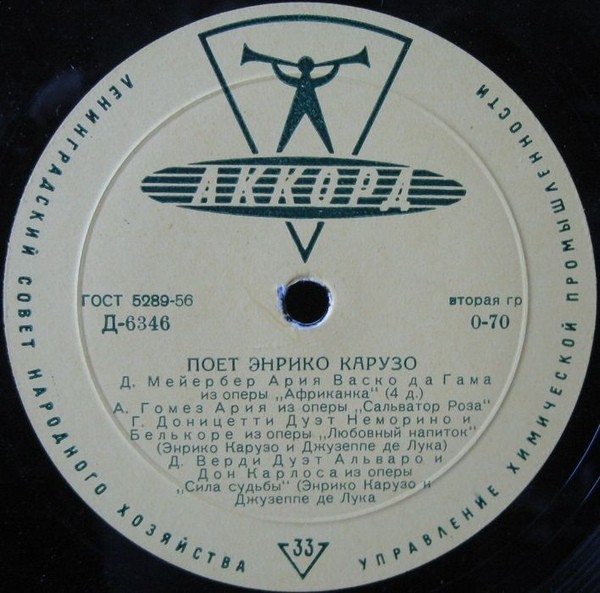 ЛЕНИНГРАДСКИЙ СОВЕТ НАРОДНОГО ХОЗЯЙСТВА
УПРАВЛЕНИЕ ХИМИЧЕСКОЙ ПРОМЫШЛЕННОСТИ
АККОРД
ГОСТ 5289-56
вторая гр
Д-6346
0-70
ПОЕТ ЭНРИКО КАРУЗО
Д. Мейербер Ария Васко да Гама
из оперы „Африканка" (4 д.)
А. Гомез Ария из оперы „Сальватор Роза"
Г. Доницетти Дуэт Неморино и
Белькоре из оперы „Любовный напиток"
(Энрико Карузо и Джузеппе де Лука)
Д. Верди Дуэт Альваро и
Дон Карлоса из оперы
„Сила судьбы" (Энрико Карузо и
Джузеппе де Лука
33